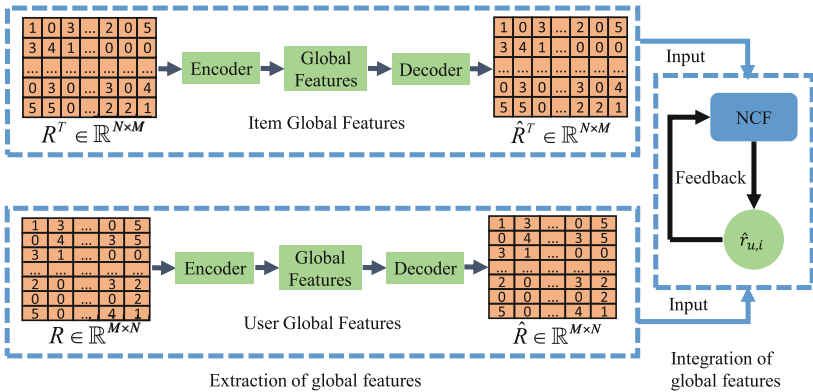 1 0 3 ... 2 0 5
3 4 1 ... 0 0 0
... ... ... ... ... ... ...
0 3 0 ... 3 0 4
5 5 0 ... 2 2 1
R^T ∈ ℝ^{N×M}
Encoder
Global
Features
Decoder
1 0 3 ... 2 0 5
3 4 1 ... 0 0 0
... ... ... ... ... ... ...
0 3 0 ... 3 0 4
5 5 0 ... 2 2 1
R̂^T ∈ ℝ^{N×M}
Item Global Features
Input
NCF
Feedback
r̂_{u,i}
Input
1 3 ... 0 5
0 4 ... 3 5
3 1 ... 0 0
... ... ... ... ...
2 0 ... 3 2
0 0 ... 0 2
5 0 ... 4 1
R ∈ ℝ^{M×N}
Encoder
Global
Features
Decoder
1 3 ... 0 5
0 4 ... 3 5
3 1 ... 0 0
... ... ... ... ...
2 0 ... 3 2
0 0 ... 0 2
5 0 ... 4 1
R̂ ∈ ℝ^{M×N}
User Global Features
Extraction of global features
Integration of
global features